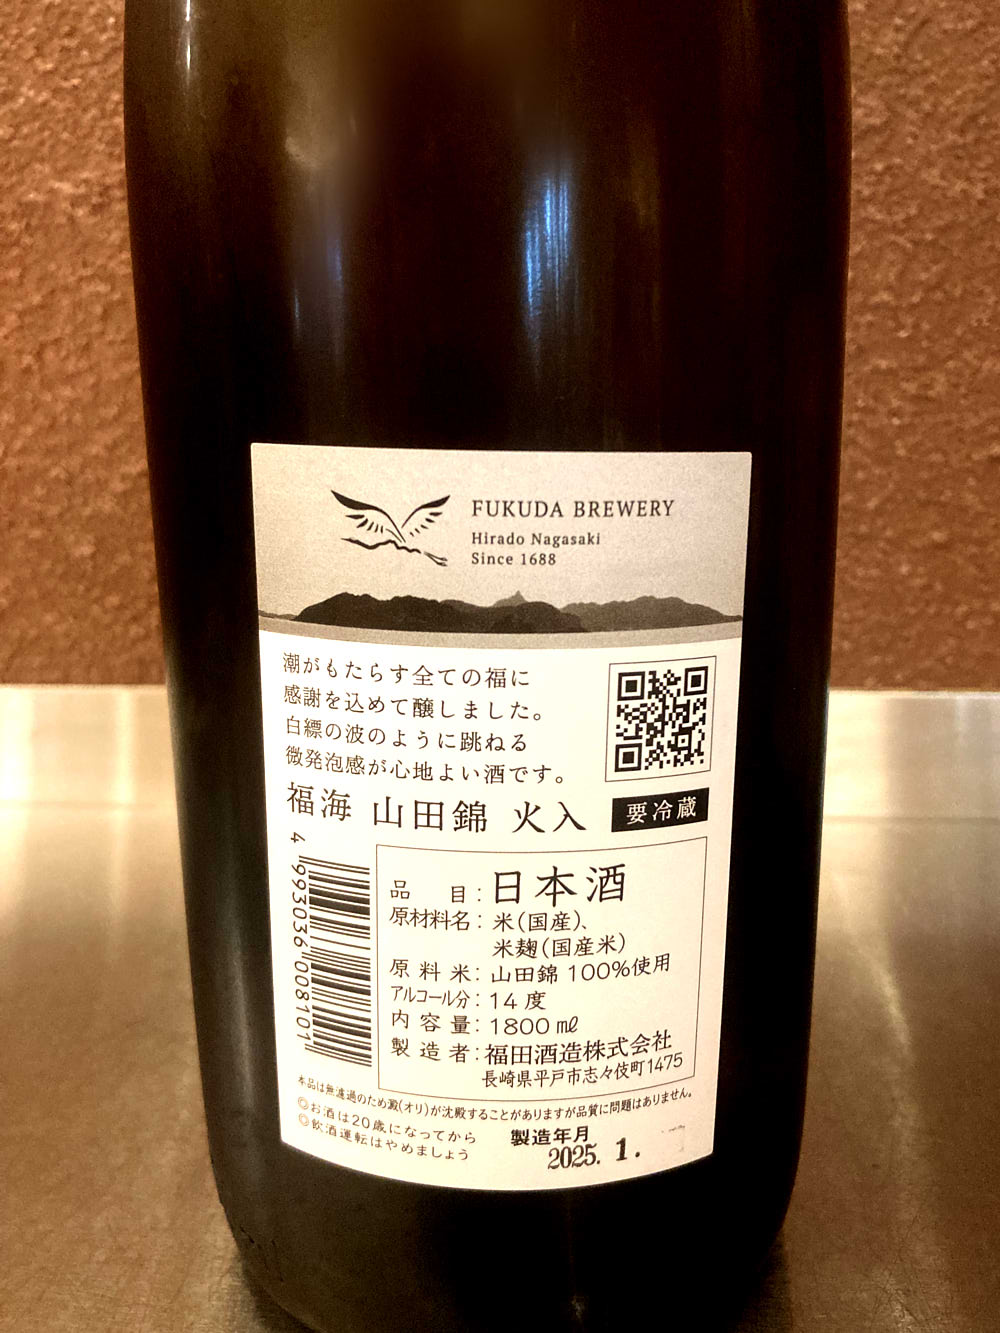 FUKUDA BREWERY
Hirado Nagasaki
Since 1688
潮がもたらす全ての福に
感謝を込めて醸しました。
白縹の波のように跳ねる
微発泡感が心地よい酒です。
福海 山田錦 火入
要冷蔵
4 993036 008101
品目：日本酒
原材料名：米（国産）、
米麹（国産米）
原料米：山田錦 100％使用
アルコール分：14度
内容量：1800㎖
製造者：福田酒造株式会社
長崎県平戸市志々伎町1475
本品は無濾過のため澱(オリ)が沈殿することがありますが品質に問題はありません。
◎お酒は20歳になってから
◎飲酒運転はやめましょう
製造年月
2025. 1.